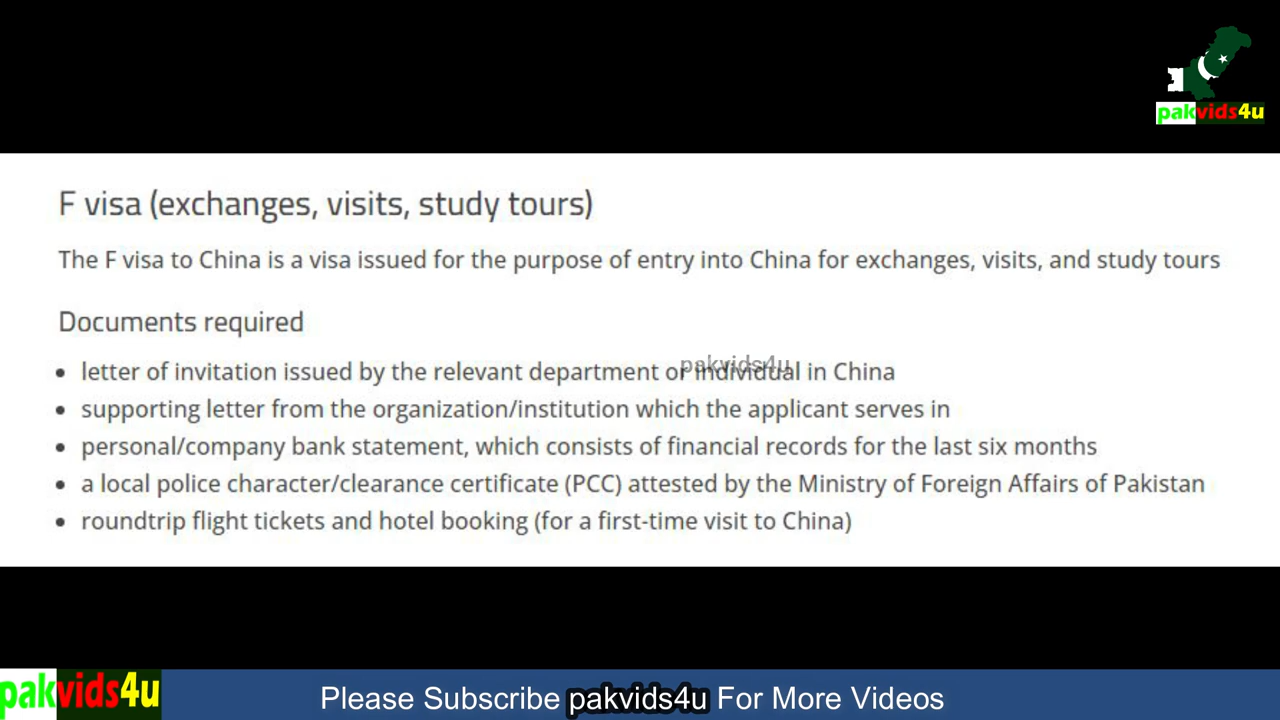 pakvids4u
F visa (exchanges, visits, study tours)
The F visa to China is a visa issued for the purpose of entry into China for exchanges, visits, and study tours
Documents required
pakvids4u
• letter of invitation issued by the relevant department or individual in China
• supporting letter from the organization/institution which the applicant serves in
• personal/company bank statement, which consists of financial records for the last six months
• a local police character/clearance certificate (PCC) attested by the Ministry of Foreign Affairs of Pakistan
• roundtrip flight tickets and hotel booking (for a first-time visit to China)
pakvids4u
Please Subscribe pakvids4u For More Videos